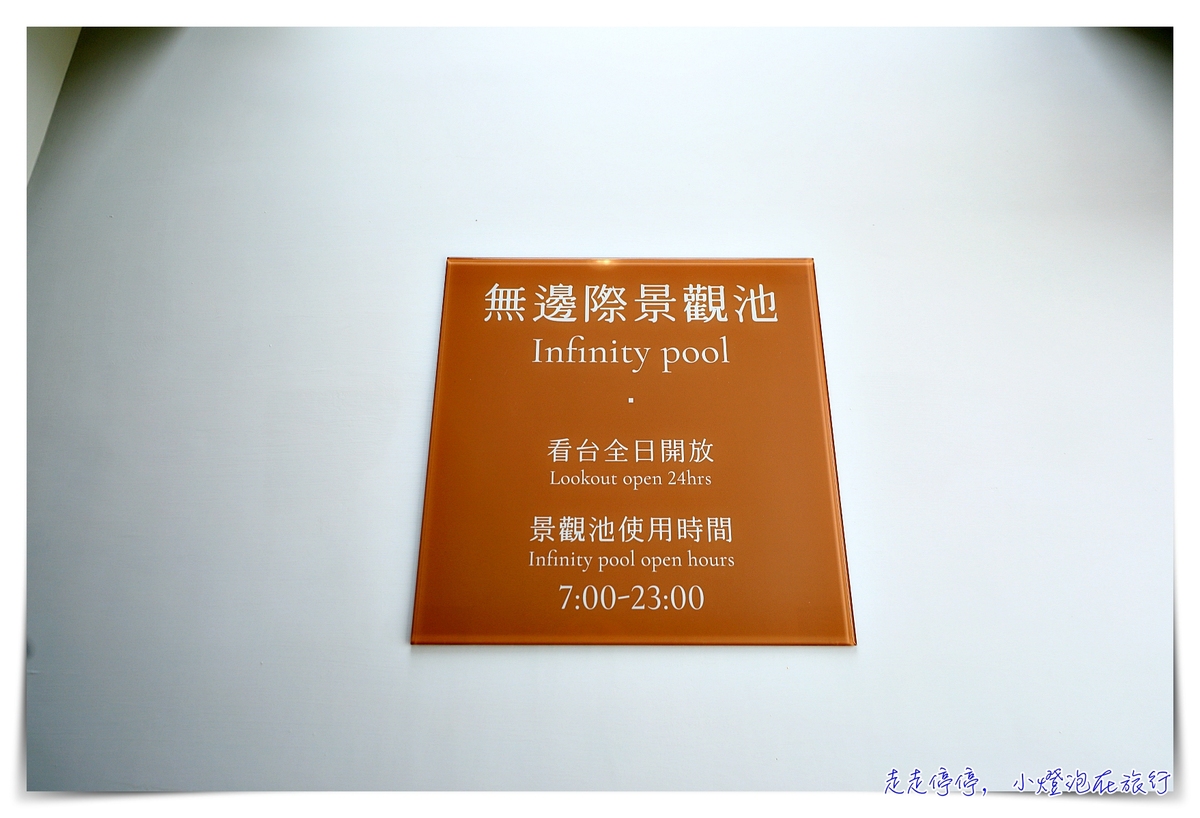 無邊際景觀池
Infinity pool
看台全日開放
Lookout open 24hrs
景觀池使用時間
Infinity pool open hours
7:00-23:00
走走停停, 小燈泡在旅行